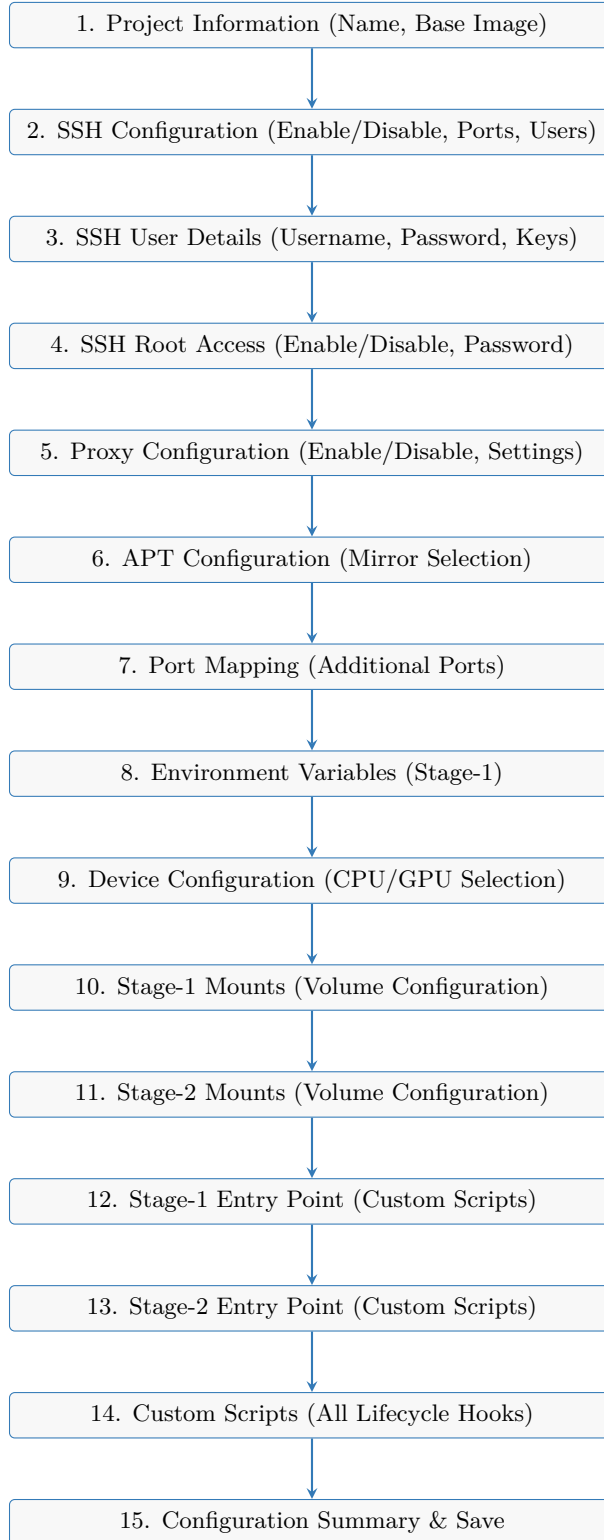 1. Project Information (Name, Base Image)
2. SSH Configuration (Enable/Disable, Ports, Users)
3. SSH User Details (Username, Password, Keys)
4. SSH Root Access (Enable/Disable, Password)
5. Proxy Configuration (Enable/Disable, Settings)
6. APT Configuration (Mirror Selection)
7. Port Mapping (Additional Ports)
8. Environment Variables (Stage-1)
9. Device Configuration (CPU/GPU Selection)
10. Stage-1 Mounts (Volume Configuration)
11. Stage-2 Mounts (Volume Configuration)
12. Stage-1 Entry Point (Custom Scripts)
13. Stage-2 Entry Point (Custom Scripts)
14. Custom Scripts (All Lifecycle Hooks)
15. Configuration Summary & Save